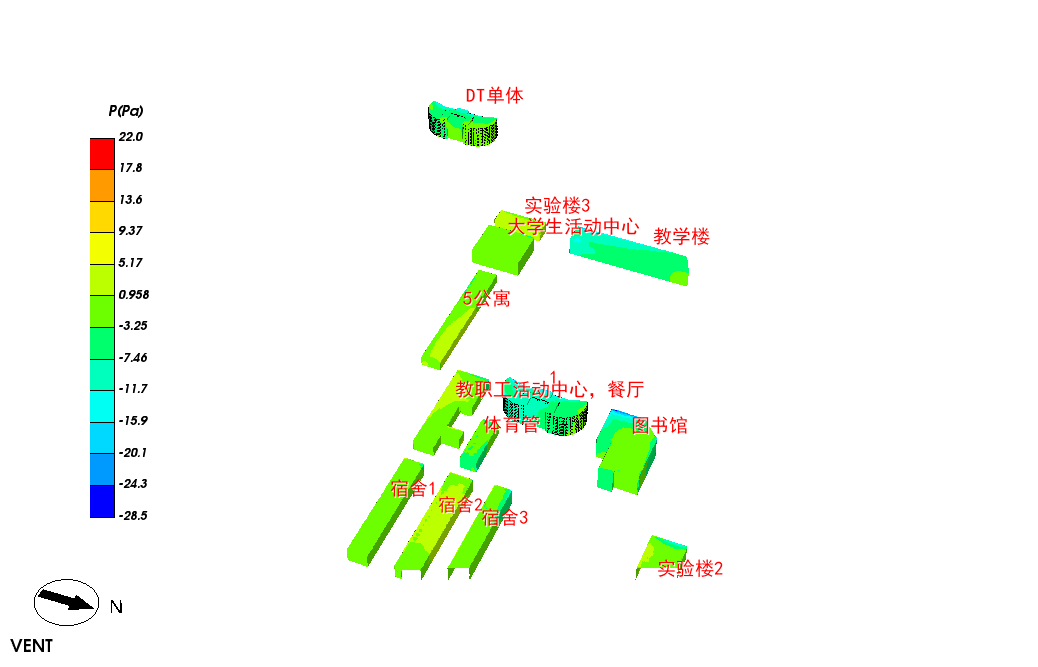 DT单体
P(Pa)
22.0
17.8
13.6
9.37
5.17
0.958
-3.25
-7.46
-11.7
-15.9
-20.1
-24.3
-28.5
实验楼3
大学生活动中心
教学楼
5公寓
1
教职工活动中心，餐厅
体育管
图书馆
宿舍1
宿舍2
宿舍3
实验楼2
N
VENT